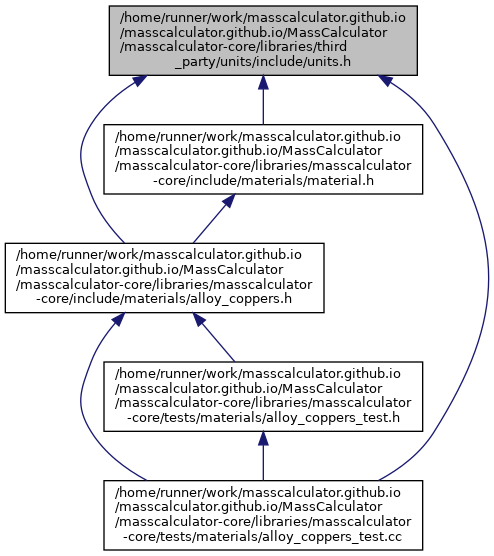 /home/runner/work/masscalculator.github.io
/masscalculator.github.io/MassCalculator
/masscalculator-core/libraries/third
_party/units/include/units.h
/home/runner/work/masscalculator.github.io
/masscalculator.github.io/MassCalculator
/masscalculator-core/libraries/masscalculator
-core/include/materials/material.h
/home/runner/work/masscalculator.github.io
/masscalculator.github.io/MassCalculator
/masscalculator-core/libraries/masscalculator
-core/include/materials/alloy_coppers.h
/home/runner/work/masscalculator.github.io
/masscalculator.github.io/MassCalculator
/masscalculator-core/libraries/masscalculator
-core/tests/materials/alloy_coppers_test.h
/home/runner/work/masscalculator.github.io
/masscalculator.github.io/MassCalculator
/masscalculator-core/libraries/masscalculator
-core/tests/materials/alloy_coppers_test.cc